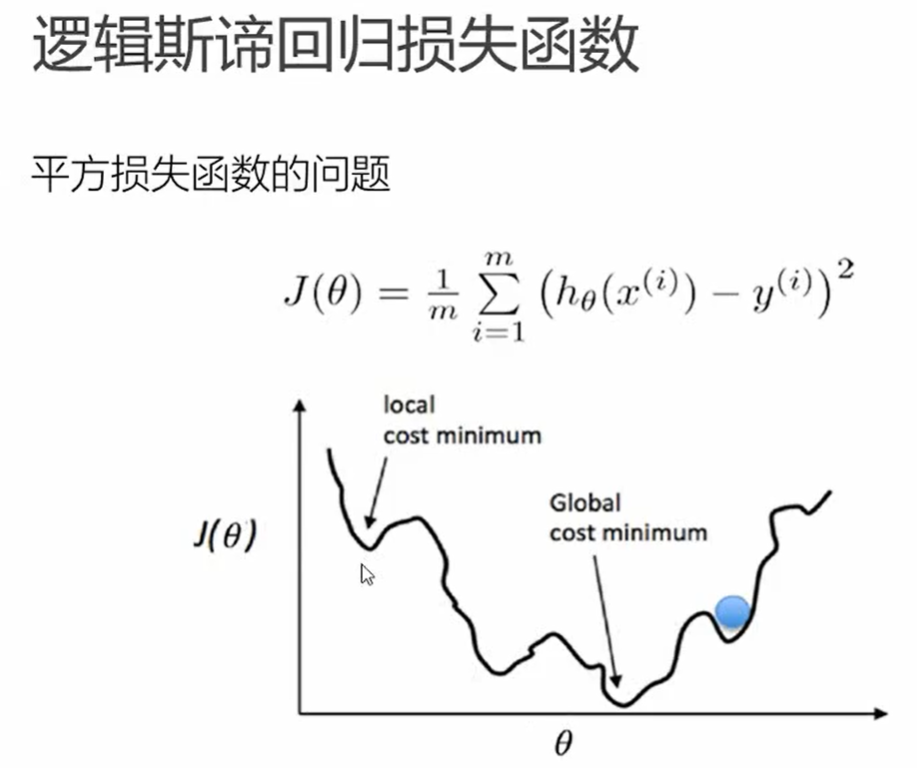 逻辑斯谛回归损失函数
平方损失函数的问题
J(θ) = 1/m ∑_{i=1}^{m} (h_θ(x^{(i)}) − y^{(i)})^2
local
cost minimum
Global
cost minimum
J(θ)
θ